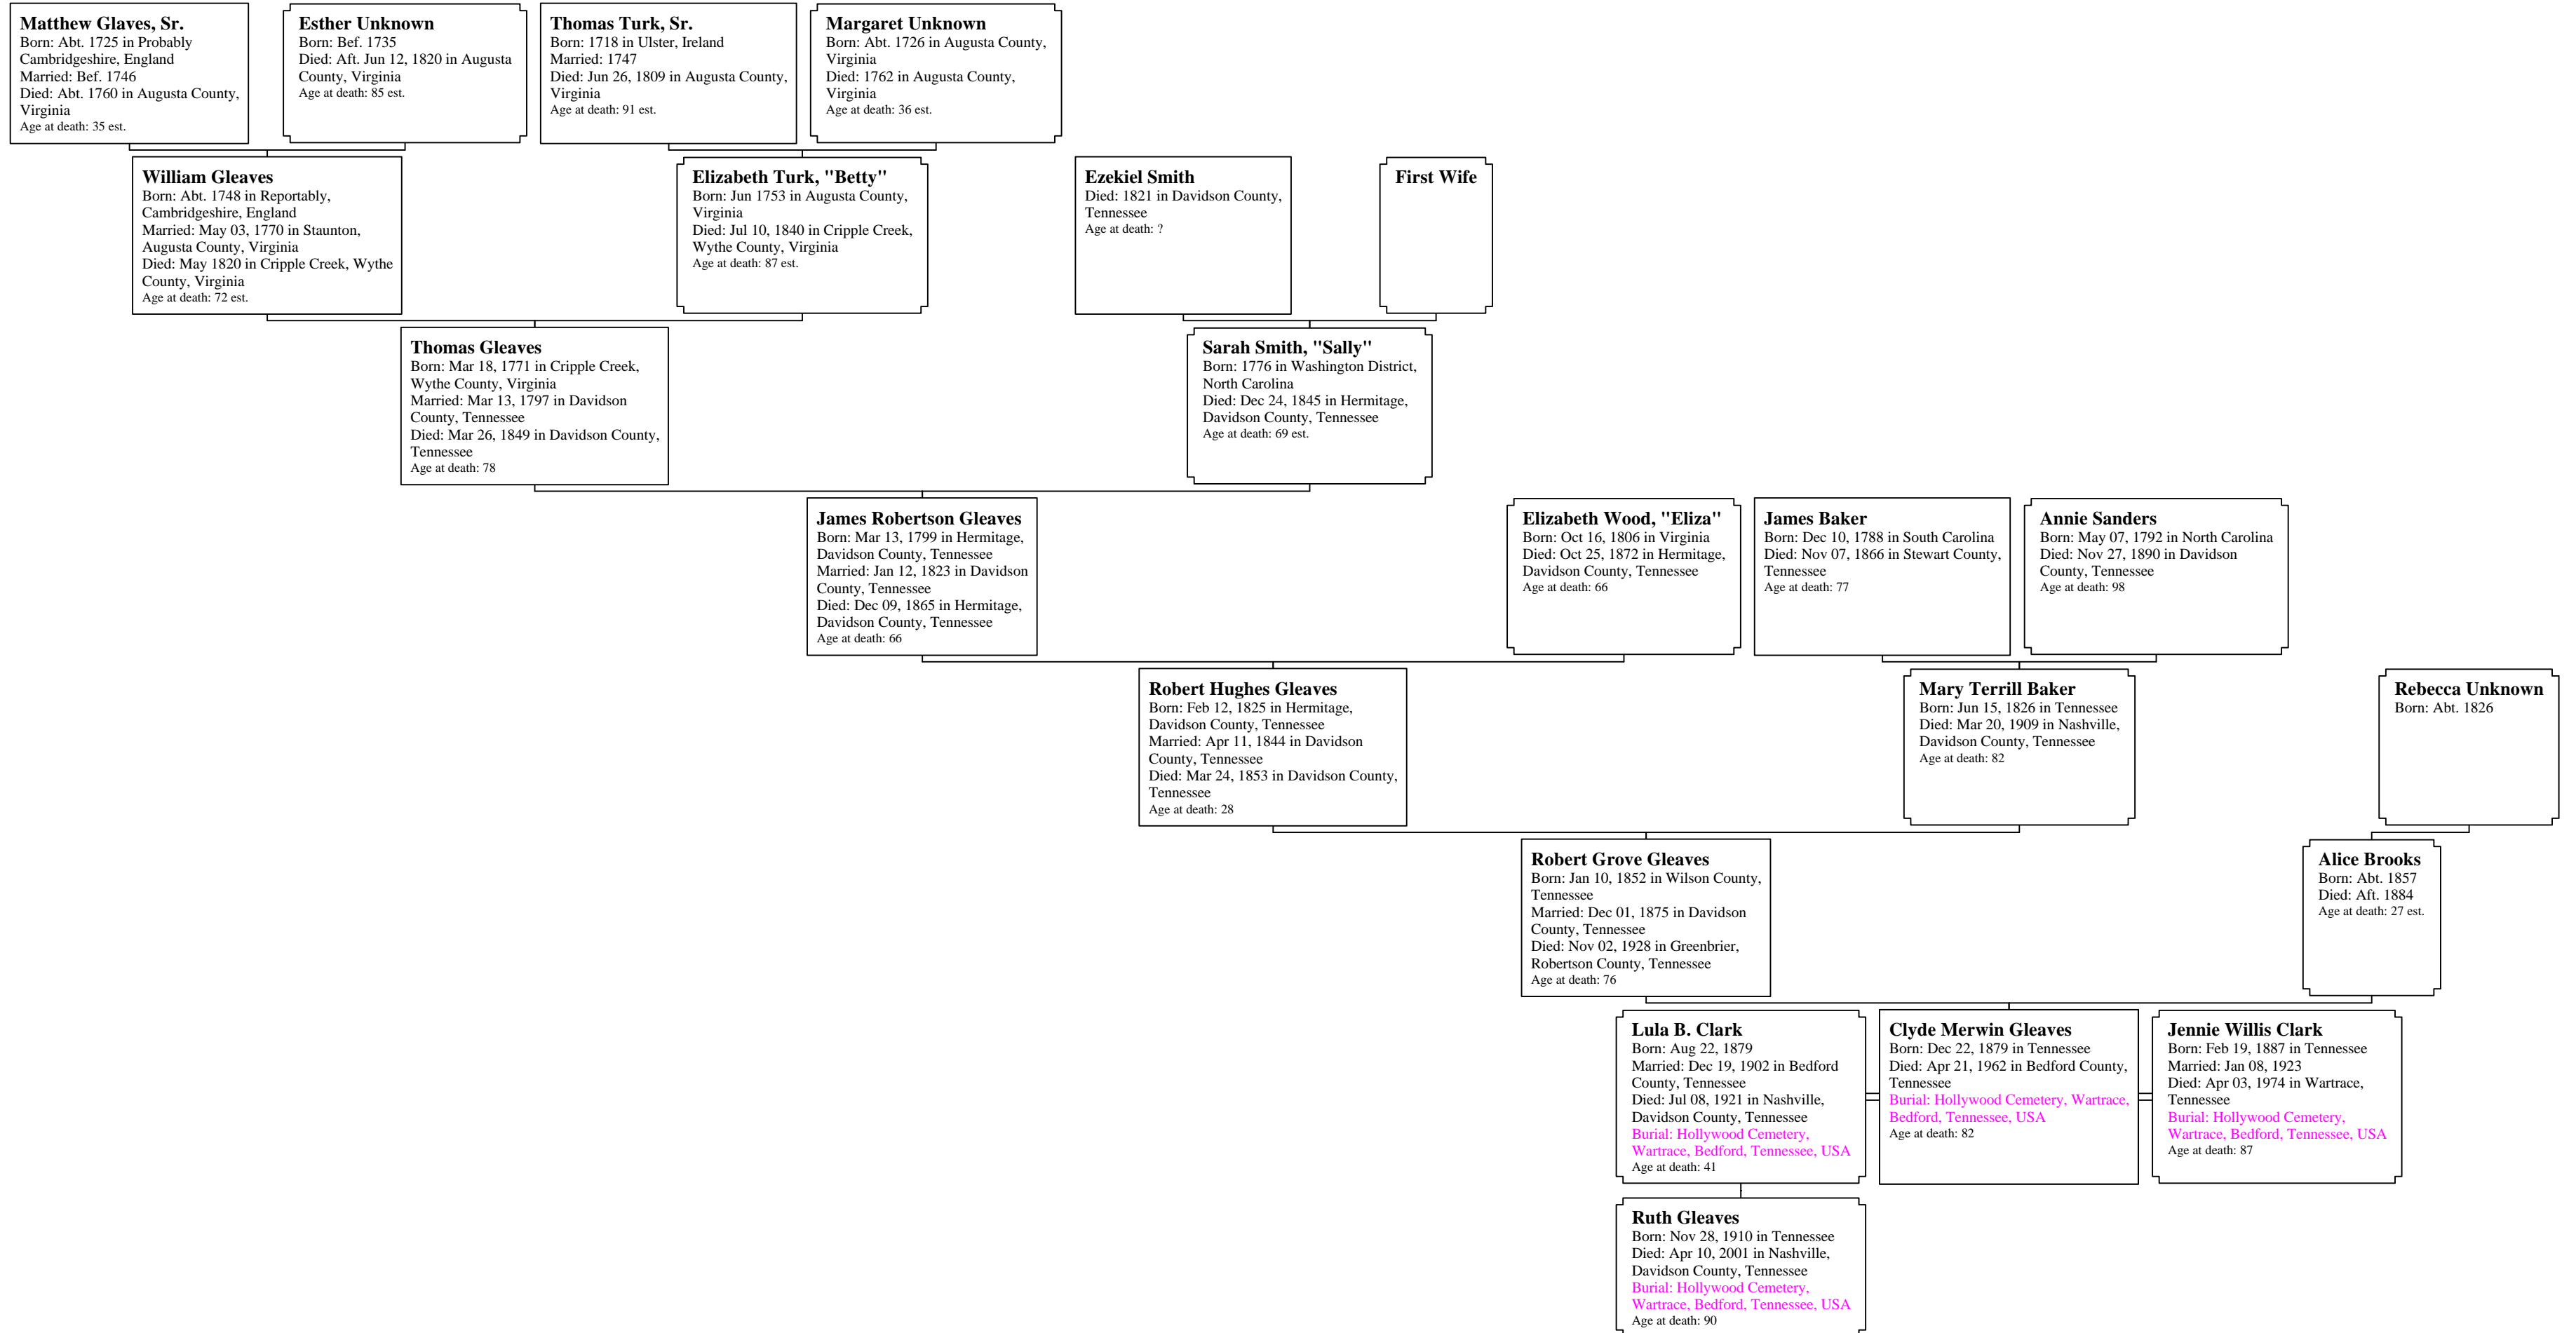 Matthew Glaves, Sr.
Born: Abt. 1725 in Probably
Cambridgeshire, England
Married: Bef. 1746
Died: Abt. 1760 in Augusta County,
Virginia
Age at death: 35 est.
Esther Unknown
Born: Bef. 1735
Died: Aft. Jun 12, 1820 in Augusta
County, Virginia
Age at death: 85 est.
Thomas Turk, Sr.
Born: 1718 in Ulster, Ireland
Married: 1747
Died: Jun 26, 1809 in Augusta County,
Virginia
Age at death: 91 est.
Margaret Unknown
Born: Abt. 1726 in Augusta County,
Virginia
Died: 1762 in Augusta County,
Virginia
Age at death: 36 est.
William Gleaves
Born: Abt. 1748 in Reportably,
Cambridgeshire, England
Married: May 03, 1770 in Staunton,
Augusta County, Virginia
Died: May 1820 in Cripple Creek, Wythe
County, Virginia
Age at death: 72 est.
Elizabeth Turk, "Betty"
Born: Jun 1753 in Augusta County,
Virginia
Died: Jul 10, 1840 in Cripple Creek,
Wythe County, Virginia
Age at death: 87 est.
Ezekiel Smith
Died: 1821 in Davidson County,
Tennessee
Age at death: ?
First Wife
Thomas Gleaves
Born: Mar 18, 1771 in Cripple Creek,
Wythe County, Virginia
Married: Mar 13, 1797 in Davidson
County, Tennessee
Died: Mar 26, 1849 in Davidson County,
Tennessee
Age at death: 78
Sarah Smith, "Sally"
Born: 1776 in Washington District,
North Carolina
Died: Dec 24, 1845 in Hermitage,
Davidson County, Tennessee
Age at death: 69 est.
James Robertson Gleaves
Born: Mar 13, 1799 in Hermitage,
Davidson County, Tennessee
Married: Jan 12, 1823 in Davidson
County, Tennessee
Died: Dec 09, 1865 in Hermitage,
Davidson County, Tennessee
Age at death: 66
Elizabeth Wood, "Eliza"
Born: Oct 16, 1806 in Virginia
Died: Oct 25, 1872 in Hermitage,
Davidson County, Tennessee
Age at death: 66
James Baker
Born: Dec 10, 1788 in South Carolina
Died: Nov 07, 1866 in Stewart County,
Tennessee
Age at death: 77
Annie Sanders
Born: May 07, 1792 in North Carolina
Died: Nov 27, 1890 in Davidson
County, Tennessee
Age at death: 98
Robert Hughes Gleaves
Born: Feb 12, 1825 in Hermitage,
Davidson County, Tennessee
Married: Apr 11, 1844 in Davidson
County, Tennessee
Died: Mar 24, 1853 in Davidson County,
Tennessee
Age at death: 28
Mary Terrill Baker
Born: Jun 15, 1826 in Tennessee
Died: Mar 20, 1909 in Nashville,
Davidson County, Tennessee
Age at death: 82
Rebecca Unknown
Born: Abt. 1826
Robert Grove Gleaves
Born: Jan 10, 1852 in Wilson County,
Tennessee
Married: Dec 01, 1875 in Davidson
County, Tennessee
Died: Nov 02, 1928 in Greenbrier,
Robertson County, Tennessee
Age at death: 76
Alice Brooks
Born: Abt. 1857
Died: Aft. 1884
Age at death: 27 est.
Lula B. Clark
Born: Aug 22, 1879
Married: Dec 19, 1902 in Bedford
County, Tennessee
Died: Jul 08, 1921 in Nashville,
Davidson County, Tennessee
Burial: Hollywood Cemetery,
Wartrace, Bedford, Tennessee, USA
Age at death: 41
Clyde Merwin Gleaves
Born: Dec 22, 1879 in Tennessee
Died: Apr 21, 1962 in Bedford County,
Tennessee
Burial: Hollywood Cemetery, Wartrace,
Bedford, Tennessee, USA
Age at death: 82
Jennie Willis Clark
Born: Feb 19, 1887 in Tennessee
Married: Jan 08, 1923
Died: Apr 03, 1974 in Wartrace,
Tennessee
Burial: Hollywood Cemetery,
Wartrace, Bedford, Tennessee, USA
Age at death: 87
Ruth Gleaves
Born: Nov 28, 1910 in Tennessee
Died: Apr 10, 2001 in Nashville,
Davidson County, Tennessee
Burial: Hollywood Cemetery,
Wartrace, Bedford, Tennessee, USA
Age at death: 90